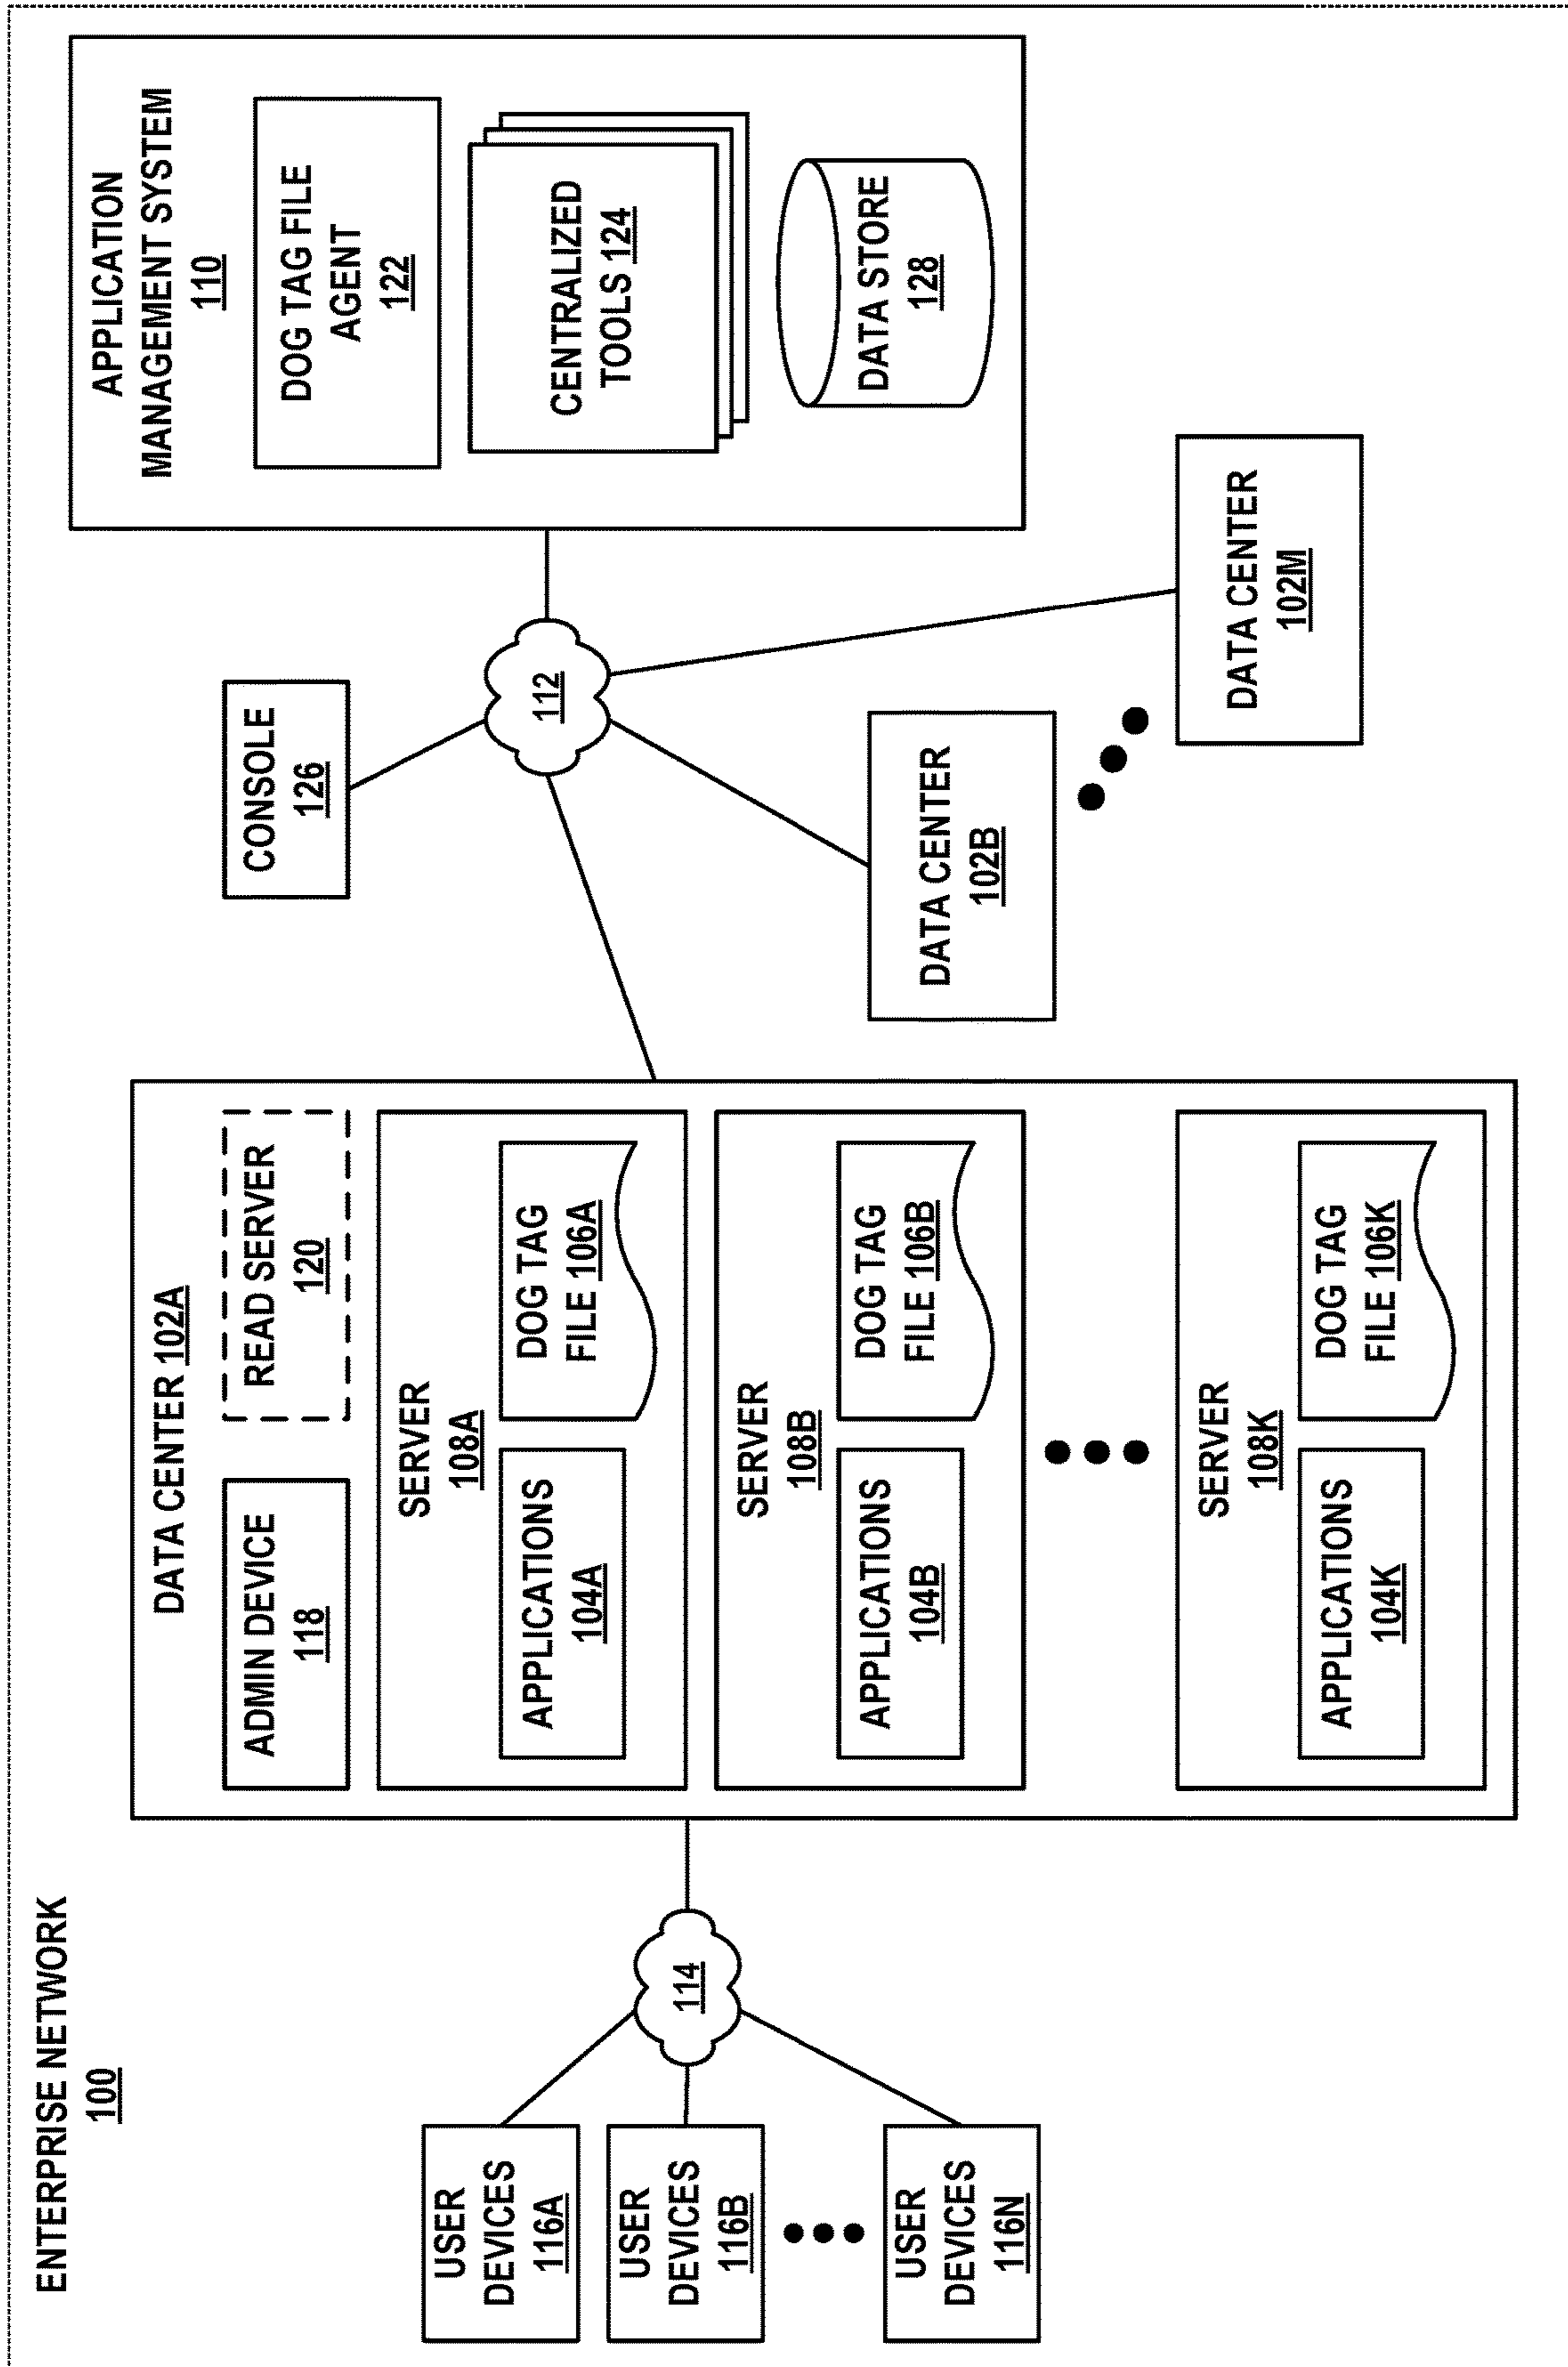 ENTERPRISE NETWORK
100
USER
DEVICES
116A
USER
DEVICES
116B
USER
DEVICES
116N
114
DATA CENTER 102A
ADMIN DEVICE
118
READ SERVER
120
SERVER
108A
APPLICATIONS
104A
DOG TAG
FILE 106A
SERVER
108B
APPLICATIONS
104B
DOG TAG
FILE 106B
SERVER
108K
APPLICATIONS
104K
DOG TAG
FILE 106K
CONSOLE
126
112
DATA CENTER
102B
DATA CENTER
102M
APPLICATION
MANAGEMENT SYSTEM
110
DOG TAG FILE
AGENT
122
CENTRALIZED
TOOLS 124
DATA STORE
128